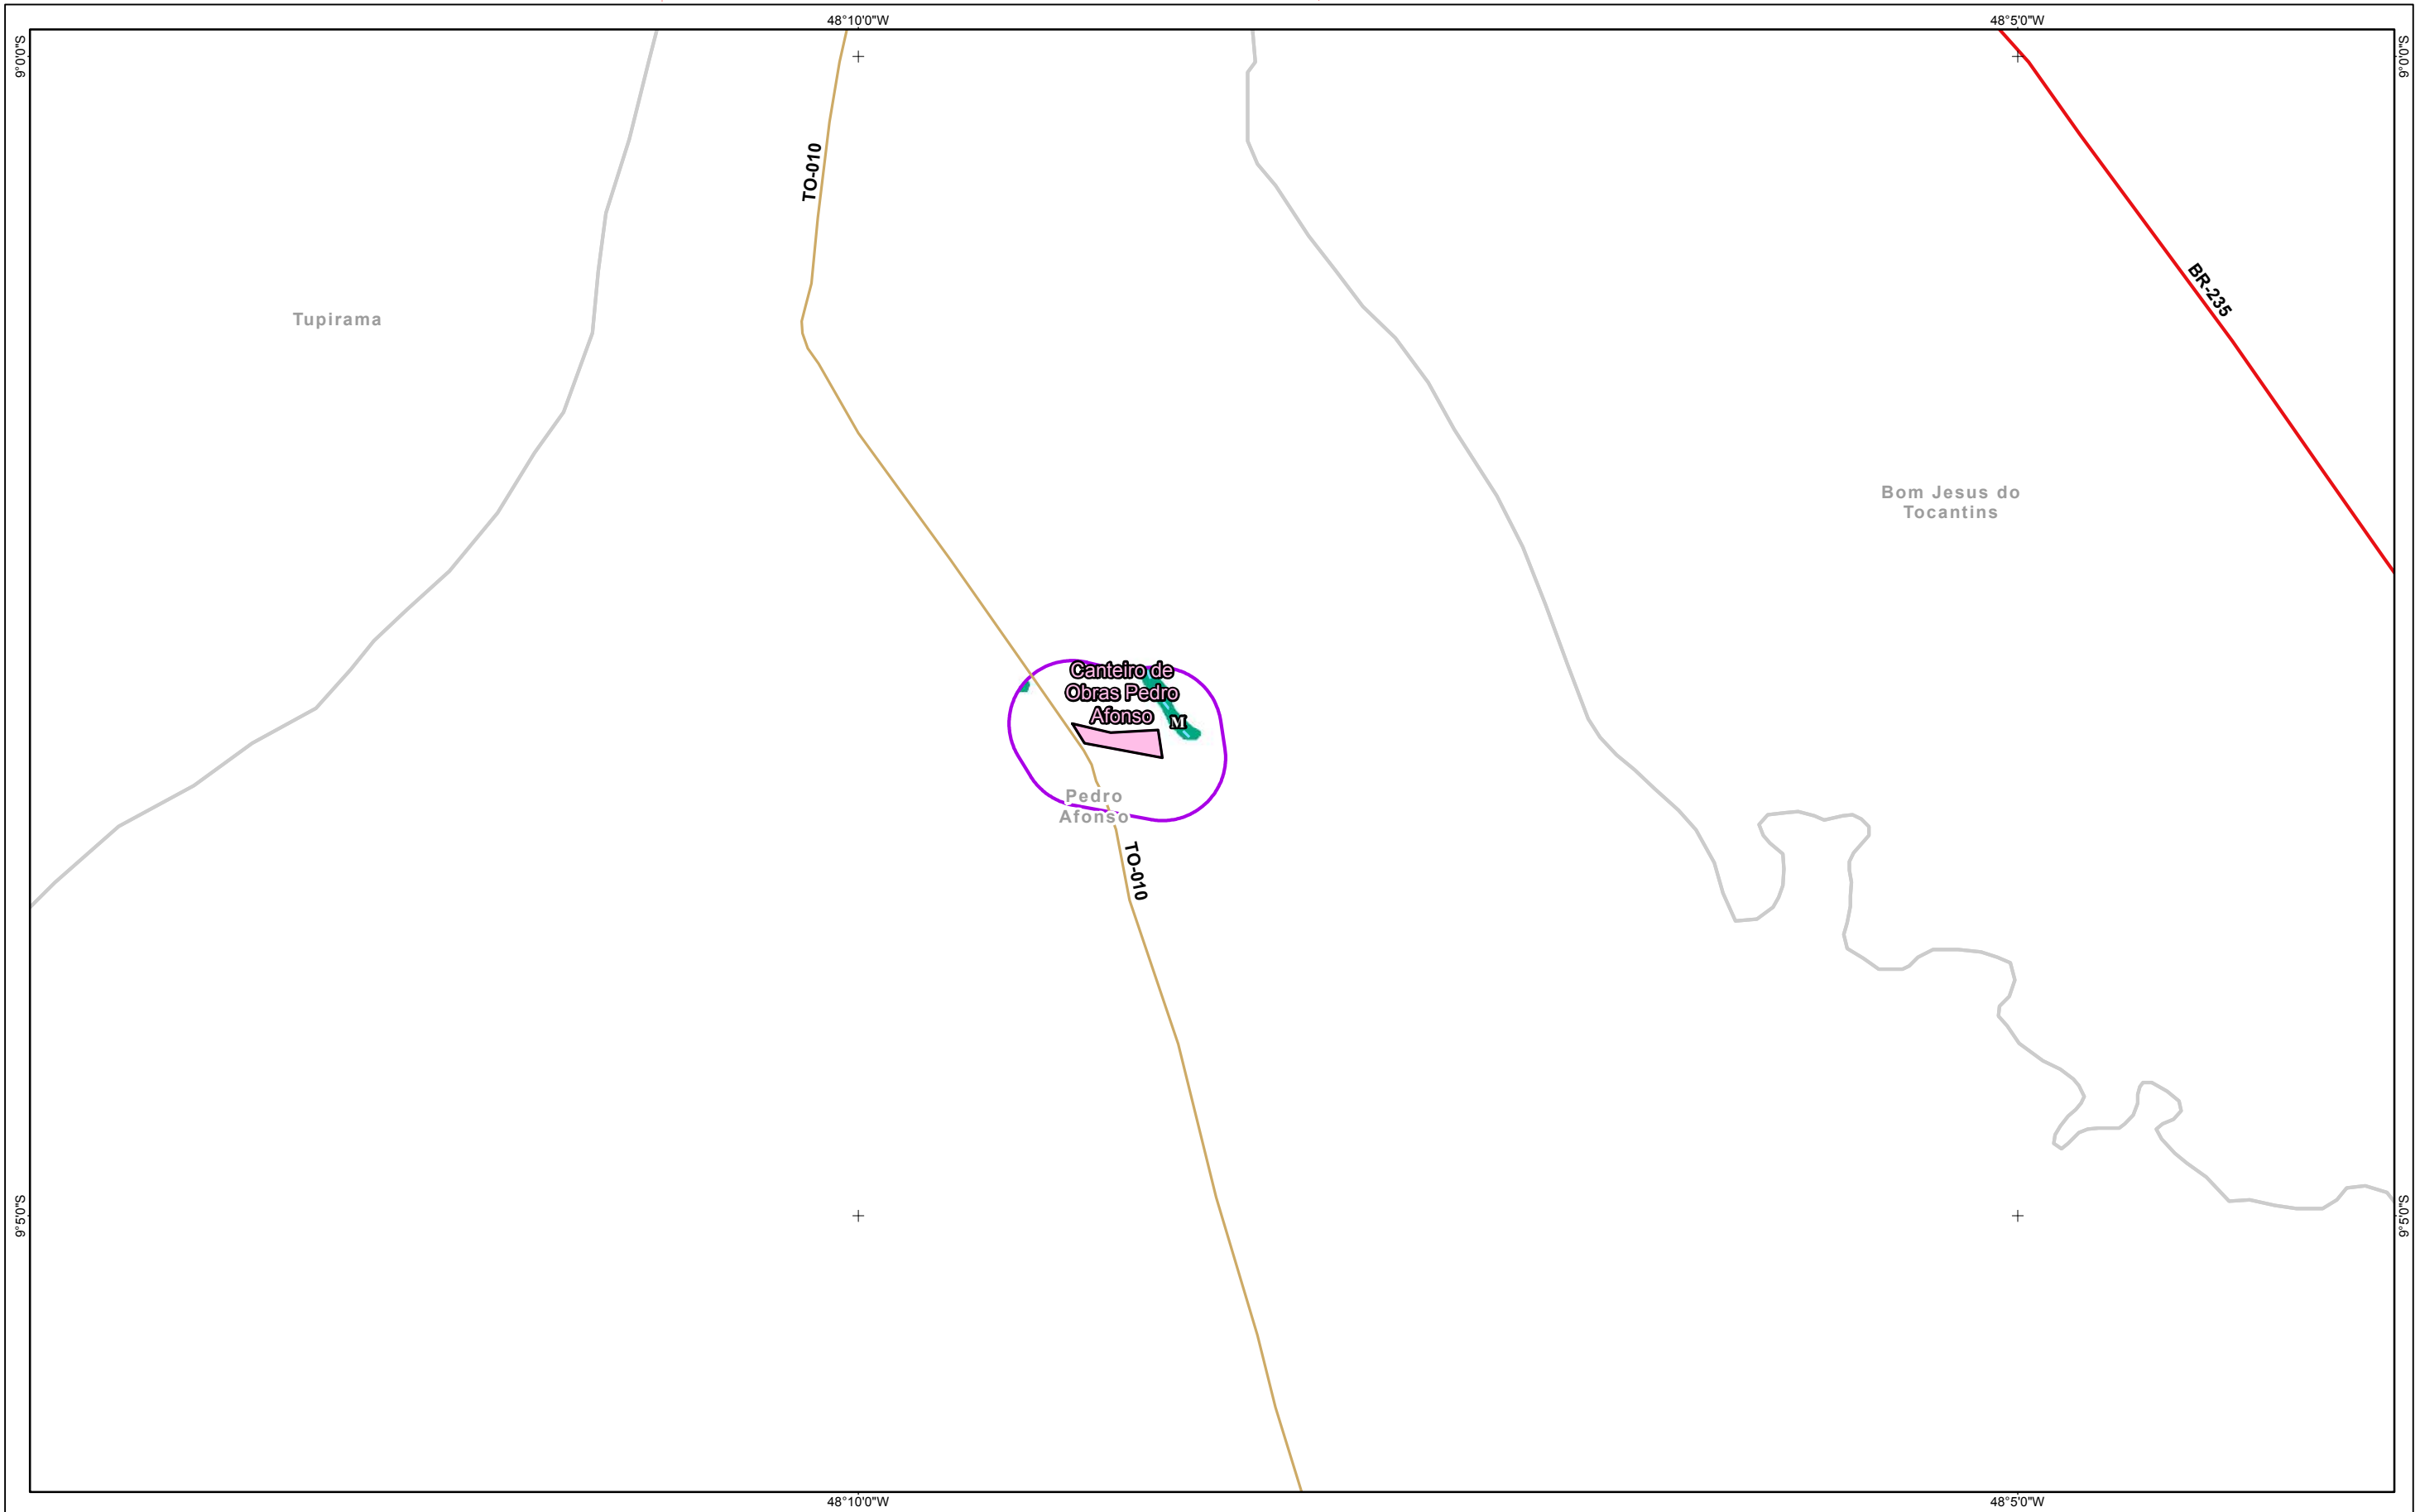 48°10'0"W
48°5'0"W
9°0'0"S
9°0'0"S
TO-010
BR-235
Tupirama
Bom Jesus do
Tocantins
Canteiro de
Obras Pedro
Afonso
M
Pedro
Afonso
TO-010
9°5'0"S
9°5'0"S
48°10'0"W
48°5'0"W